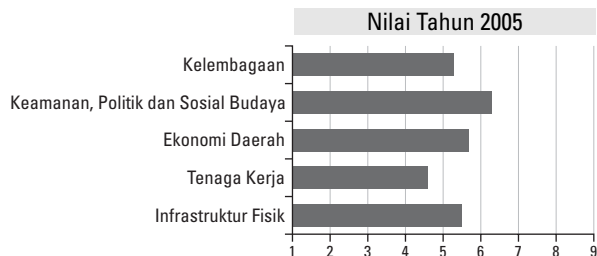 Nilai Tahun 2005
Kelembagaan
Keamanan, Politik dan Sosial Budaya
Ekonomi Daerah
Tenaga Kerja
Infrastruktur Fisik
1 2 3 4 5 6 7 8 9